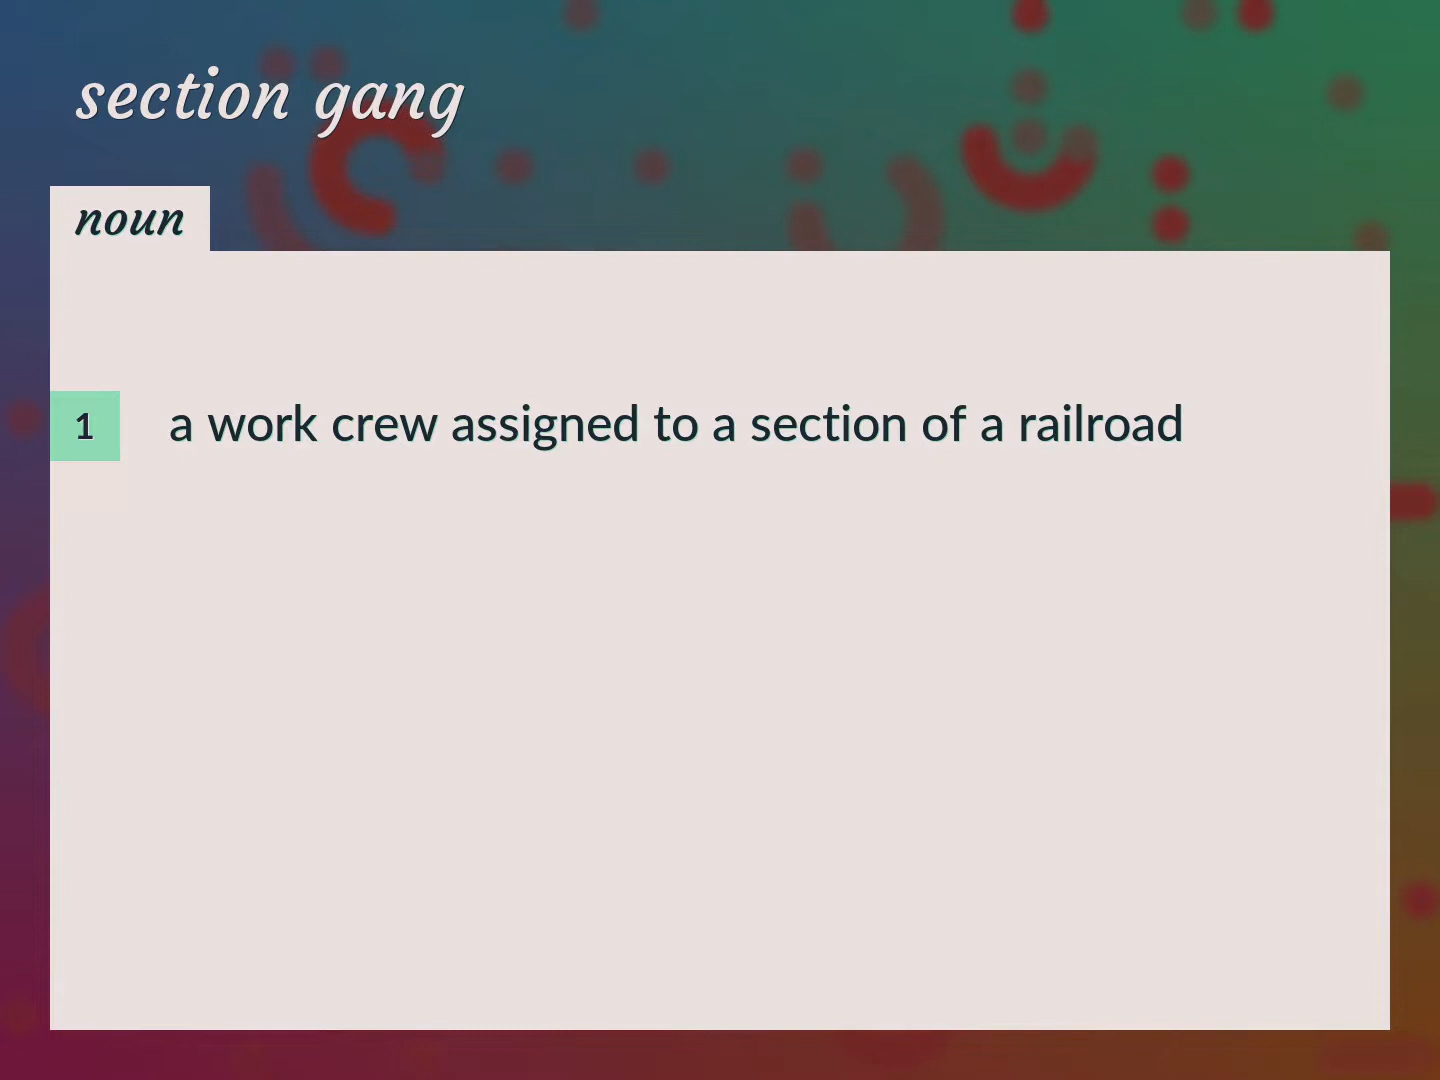 section gang
noun
1 a work crew assigned to a section of a railroad